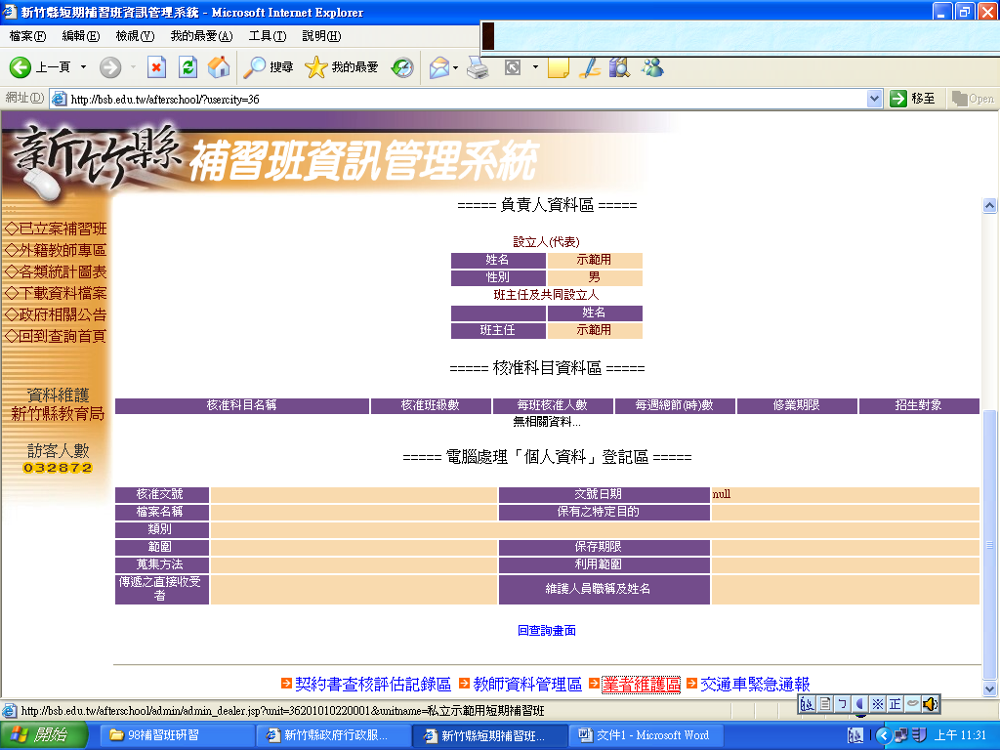 新竹縣短期補習班資訊管理系統 - Microsoft Internet Explorer
檔案(F) 編輯(E) 檢視(V) 我的最愛(A) 工具(T) 說明(H)
上一頁 搜尋 我的最愛
網址(D) http://bsb.edu.tw/afterschool/?usercity=36 移至 Open
新竹縣 補習班資訊管理系統
===== 負責人資料區 =====
◇已立案補習班
◇外籍教師專區
◇各類統計圖表
◇下載資料檔案
◇政府相關公告
◇回到查詢首頁
資料維護
新竹縣教育局
訪客人數
032872
設立人(代表)
姓名 示範用
性別 男
班主任及共同設立人
姓名
班主任 示範用
===== 核准科目資料區 =====
核准科目名稱 核准班級數 每班核准人數 每週總節(時)數 修業期限 招生對象
無相關資料...
===== 電腦處理「個人資料」登記區 =====
核准文號 文號日期 null
檔案名稱 保有之特定目的
類別
範圍 保存期限
蒐集方法 利用範圍
傳遞之直接收受者 維護人員職稱及姓名
回查詢畫面
契約書查核評估記錄區 教師資料管理區 業者維護區 交通車緊急通報
http://bsb.edu.tw/afterschool/admin/admin_dealer.jsp?unit=36201010220001&unitname=私立示範用短期補習班
開始 98補習班研習 新竹縣政府行政服... 新竹縣短期補習班... 文件1 - Microsoft Word 上午 11:31